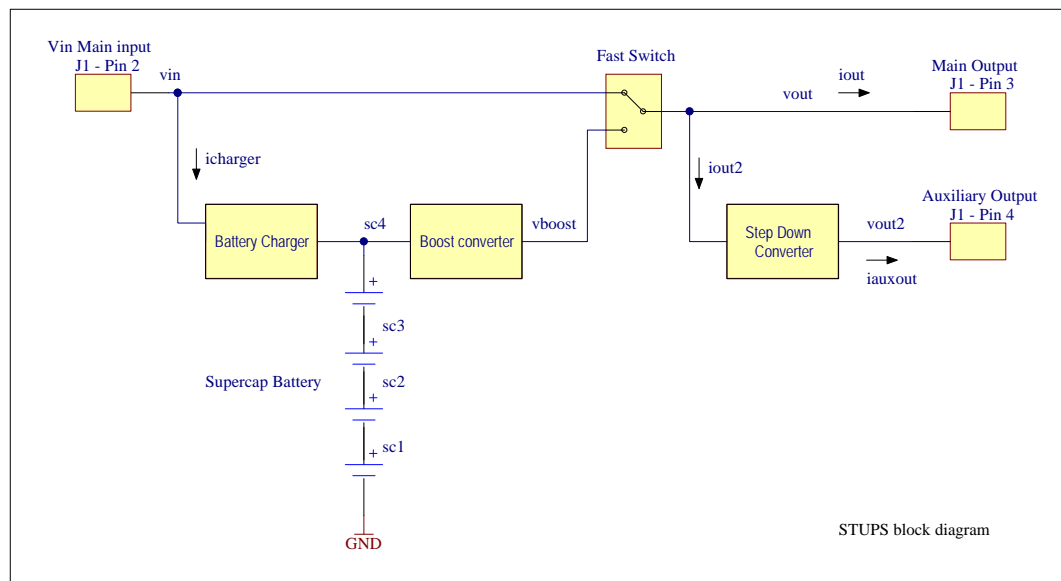 Vin Main input
J1 - Pin 2
vin
Fast Switch
Main Output
J1 - Pin 3
iout
vout
icharger
iout2
Auxiliary Output
J1 - Pin 4
Battery Charger
sc4
Boost converter
vboost
Step Down
Converter
vout2
iauxout
sc3
Supercap Battery
sc2
sc1
GND
STUPS block diagram
+
+
+
+